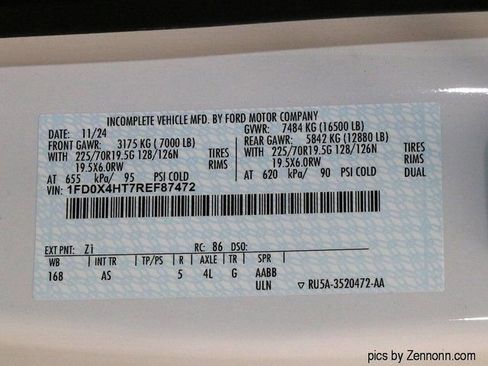 INCOMPLETE VEHICLE MFD. BY FORD MOTOR COMPANY
DATE: 11/24 GVWR: 7484 KG (16500 LB)
FRONT GAWR: 3175 KG (7000 LB) REAR GAWR: 5842 KG (12880 LB)
WITH 225/70R19.5G 128/126N TIRES WITH 225/70R19.5G 128/126N TIRES
19.5X6.0RW RIMS 19.5X6.0RW RIMS
AT 655 kPa/ 95 PSI COLD AT 620 kPa/ 90 PSI COLD DUAL
VIN: 1FD0X4HT7REF87472
EXT PNT: Z1 RC: 86 DSO:
WB INT TR TP/PS R AXLE TR SPR
168 AS 5 4L G AABB
ULN ▽ RU5A-3520472-AA
pics by Zennonn.com